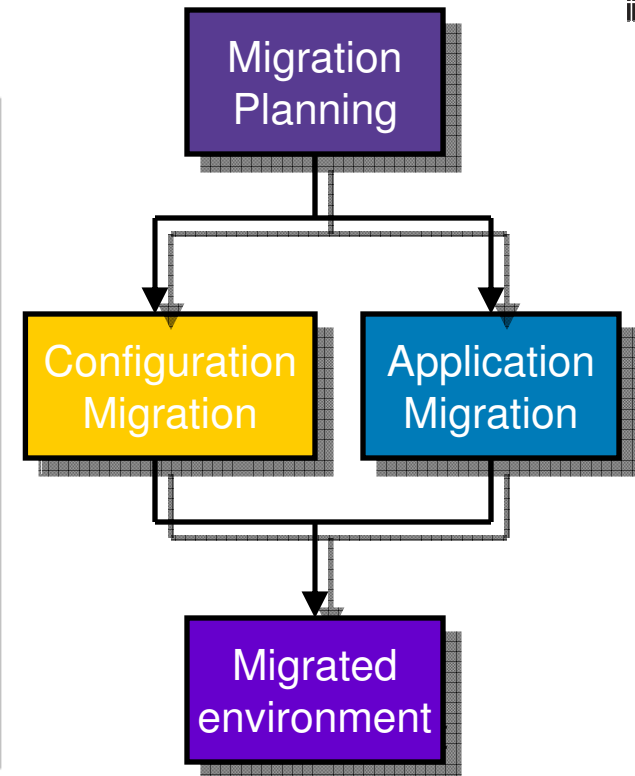 Migration
Planning
Configuration
Migration
Application
Migration
Migrated
environment